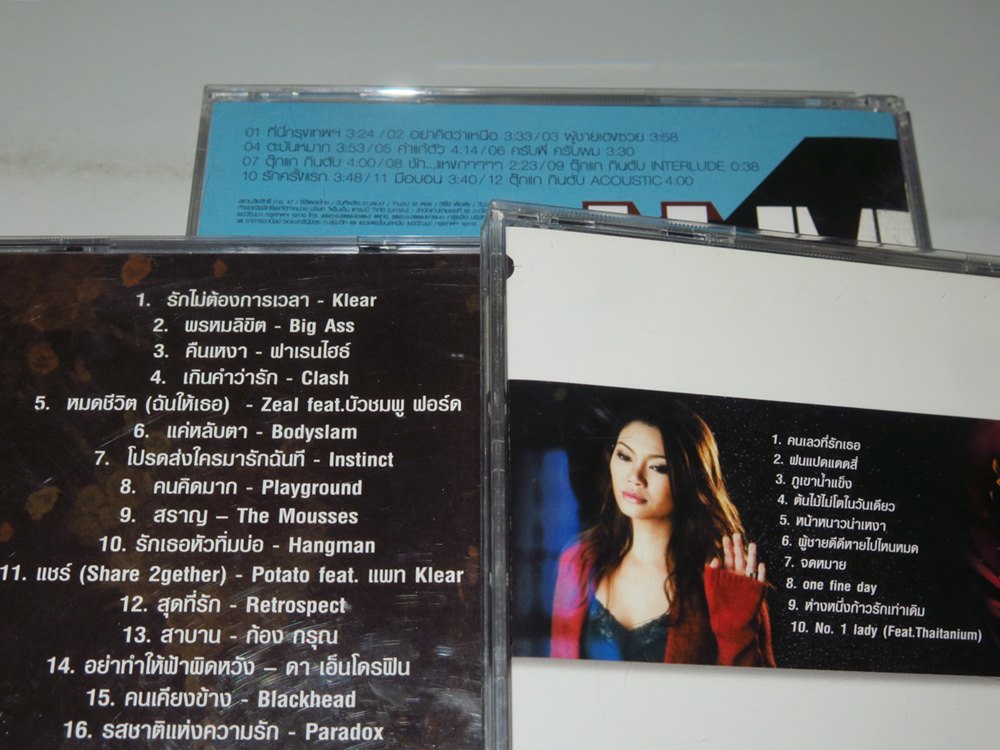 01 ที่นี่กรุงเทพฯ 3:24 / 02 อย่าคิดว่าเหนือ 3:33 / 03 ผู้ชายเฮงซวย 3:58
04 ตะบันหมาก 3:53 / 05 คำแก้ตัว 4:14 / 06 ครับพี่ ครับผม 3:30
07 ตุ๊กแก กินตับ 4:00 / 08 ชัก...แหงกๆๆๆ 2:23 / 09 ตุ๊กแก กินตับ INTERLUDE 0:38
10 รักครั้งแรก 3:48 / 11 มือปืน 3:40 / 12 ตุ๊กแก กินตับ ACOUSTIC 4:00
1. รักไม่ต้องการเวลา - Klear
2. พรหมลิขิต - Big Ass
3. คืนเหงา - ฟาเรนไฮธ์
4. เกินคำว่ารัก - Clash
5. หมดชีวิต (ฉันให้เธอ) - Zeal feat.บัวชมพู ฟอร์ด
6. แค่หลับตา - Bodyslam
7. โปรดส่งใครมารักฉันที - Instinct
8. คนคิดมาก - Playground
9. สราญ – The Mousses
10. รักเธอหัวทิ่มบ่อ - Hangman
11. แชร์ (Share 2gether) - Potato feat. แพท Klear
12. สุดที่รัก - Retrospect
13. สาบาน - ก้อง กรุณ
14. อย่าทำให้ฟ้าผิดหวัง – ดา เอ็นโดรฟิน
15. คนเคียงข้าง - Blackhead
16. รสชาติแห่งความรัก - Paradox
1. คนเลวที่รักเธอ
2. ฝนแปดแดดสี่
3. ภูเขาน้ำแข็ง
4. ต้นไม้ไม่โตในวันเดียว
5. หน้าหนาวน่าเหงา
6. ผู้ชายดีดีหายไปไหนหมด
7. จดหมาย
8. one fine day
9. ห่างหนึ่งก้าวรักเท่าเดิม
10. No. 1 lady (Feat.Thaitanium)